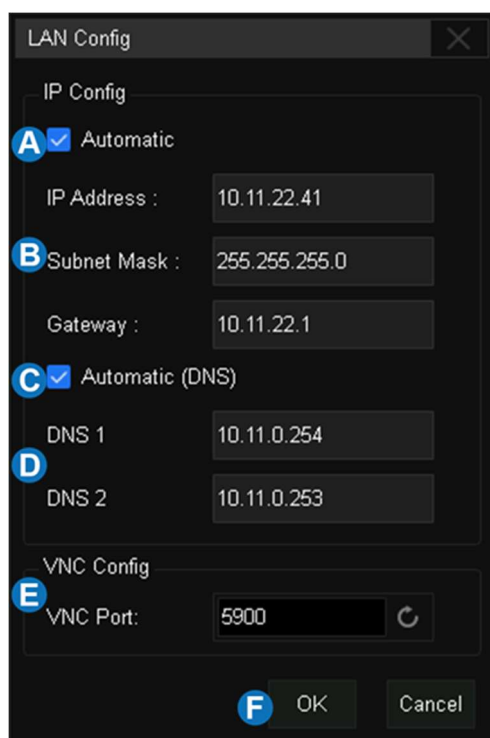 LAN Config
IP Config
A Automatic
IP Address : 10.11.22.41
B Subnet Mask : 255.255.255.0
Gateway : 10.11.22.1
C Automatic (DNS)
DNS 1 10.11.0.254
D
DNS 2 10.11.0.253
VNC Config
E
VNC Port: 5900
F OK Cancel